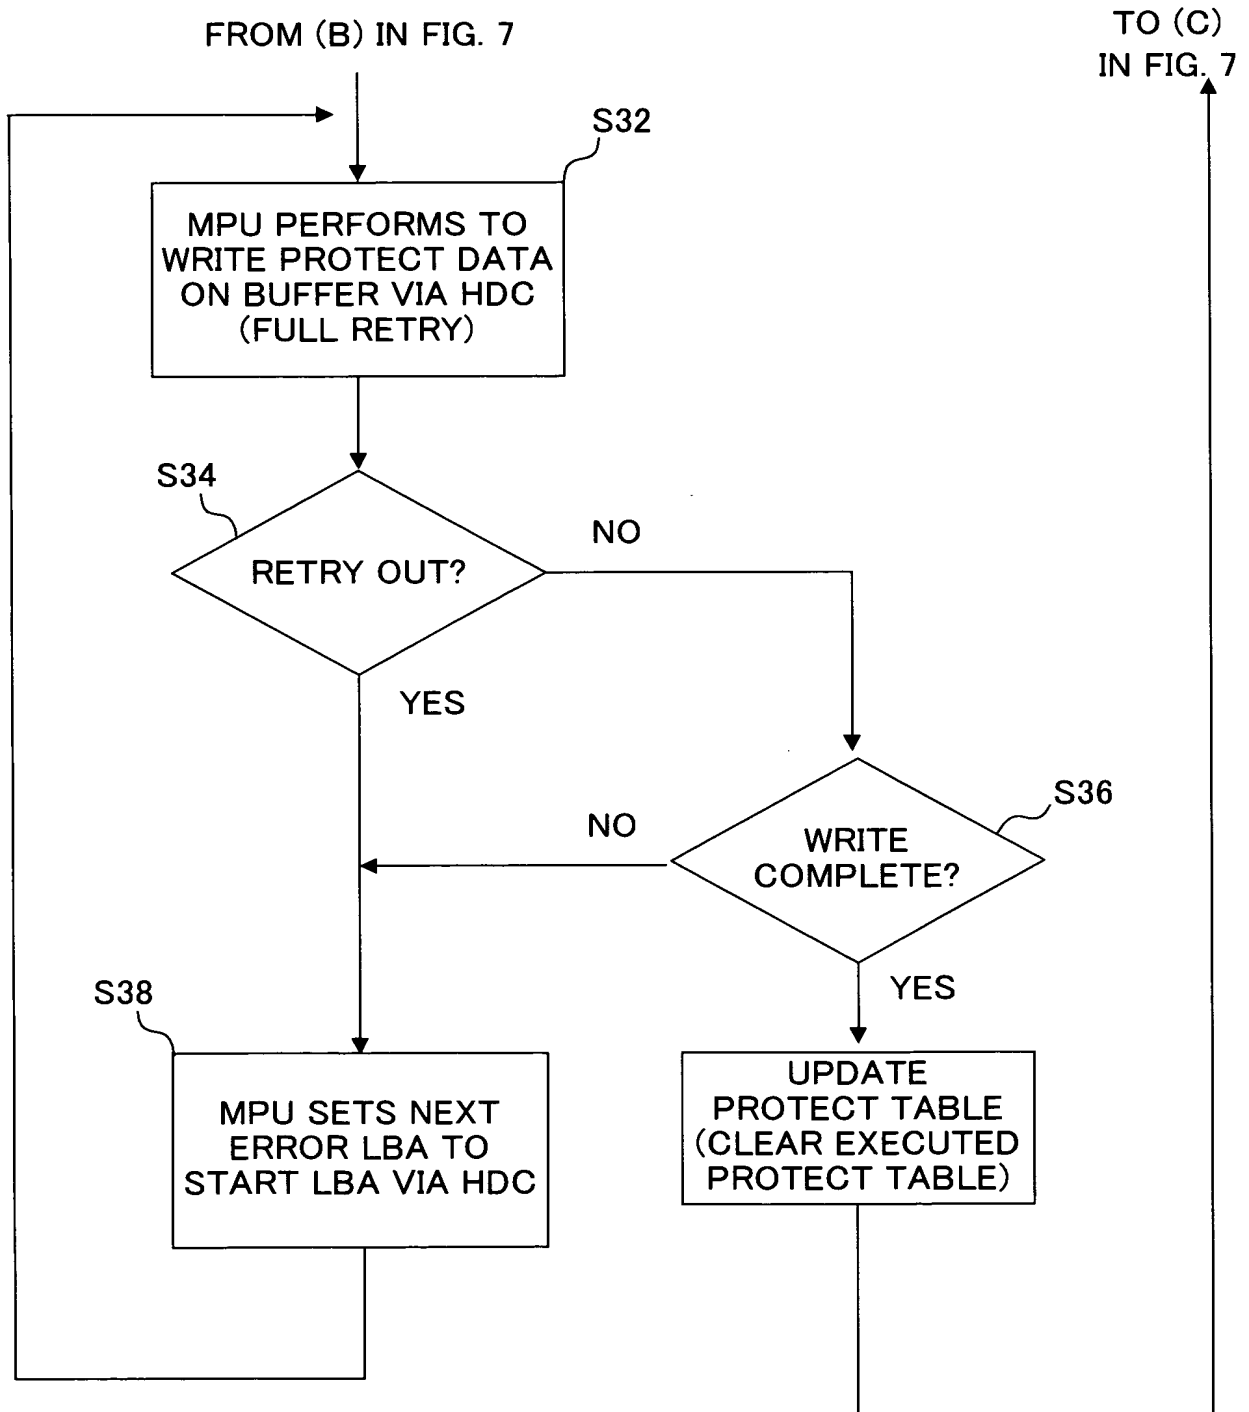 FROM (B) IN FIG. 7
TO (C)
IN FIG. 7
S32
MPU PERFORMS TO
WRITE PROTECT DATA
ON BUFFER VIA HDC
(FULL RETRY)
S34
NO
RETRY OUT?
YES
S36
NO
WRITE
COMPLETE?
YES
S38
MPU SETS NEXT
ERROR LBA TO
START LBA VIA HDC
UPDATE
PROTECT TABLE
(CLEAR EXECUTED
PROTECT TABLE)